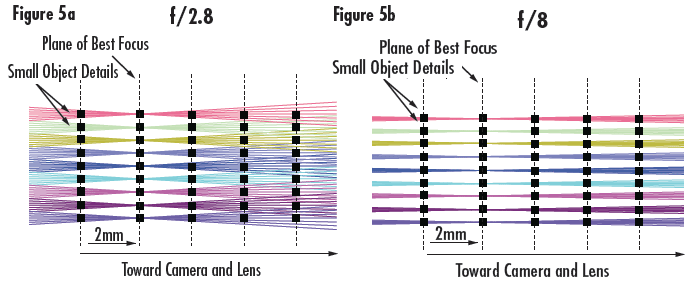 Figure 5a
f/2.8
Plane of Best Focus
Small Object Details
2mm
Toward Camera and Lens
Figure 5b
f/8
Plane of Best Focus
Small Object Details
2mm
Toward Camera and Lens